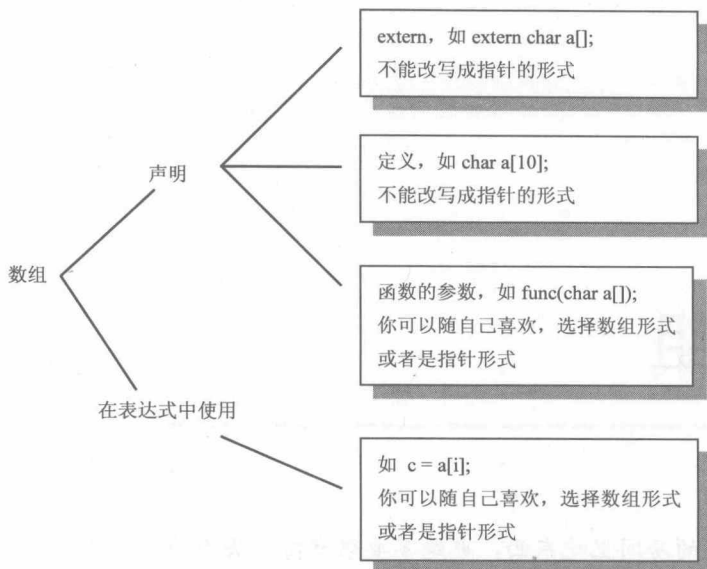 extern，如 extern char a[];
不能改写成指针的形式
定义，如 char a[10];
不能改写成指针的形式
声明
数组
函数的参数，如 func(char a[]);
你可以随自己喜欢，选择数组形式
或者是指针形式
在表达式中使用
如 c = a[i];
你可以随自己喜欢，选择数组形式
或者是指针形式